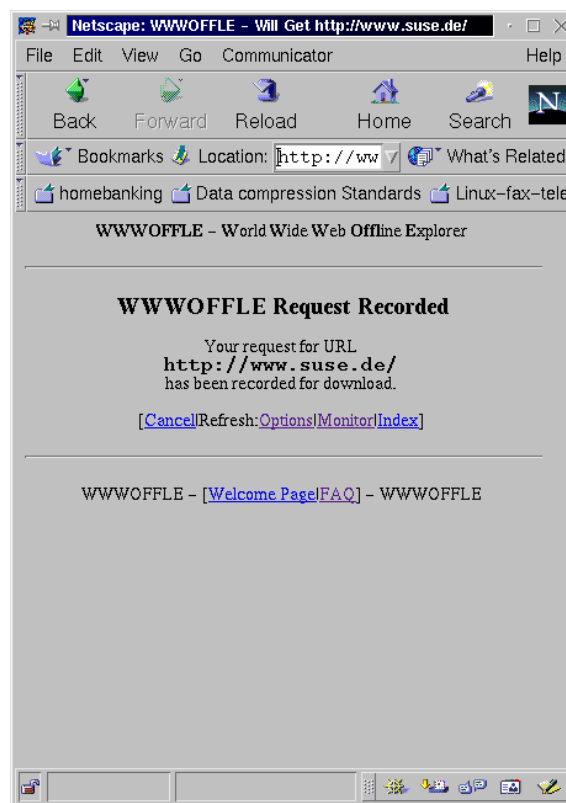 Netscape: WWWOFFLE – Will Get http://www.suse.de/
File Edit View Go Communicator Help
Back Forward Reload Home Search N
Bookmarks Location: http://ww What's Related
homebanking Data compression Standards Linux–fax–tele
WWWOFFLE – World Wide Web Offline Explorer
WWWOFFLE Request Recorded
Your request for URL
http://www.suse.de/
has been recorded for download.
[Cancel|Refresh:Options|Monitor|Index]
WWWOFFLE – [Welcome Page|FAQ] – WWWOFFLE